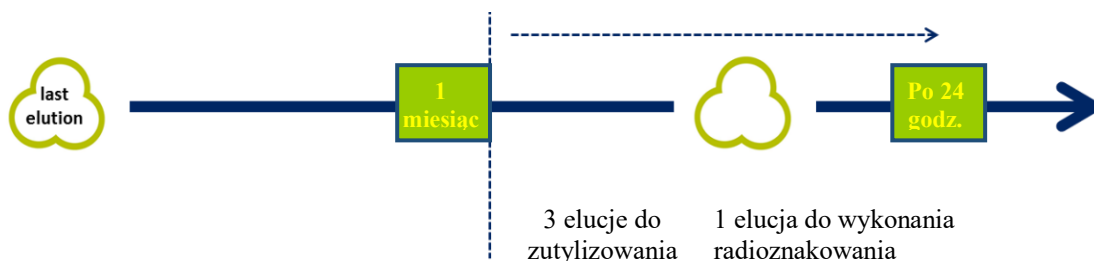 last
elution
1
miesiąc
Po 24
godz.
3 elucje do
zutylizowania
1 elucja do wykonania
radioznakowania